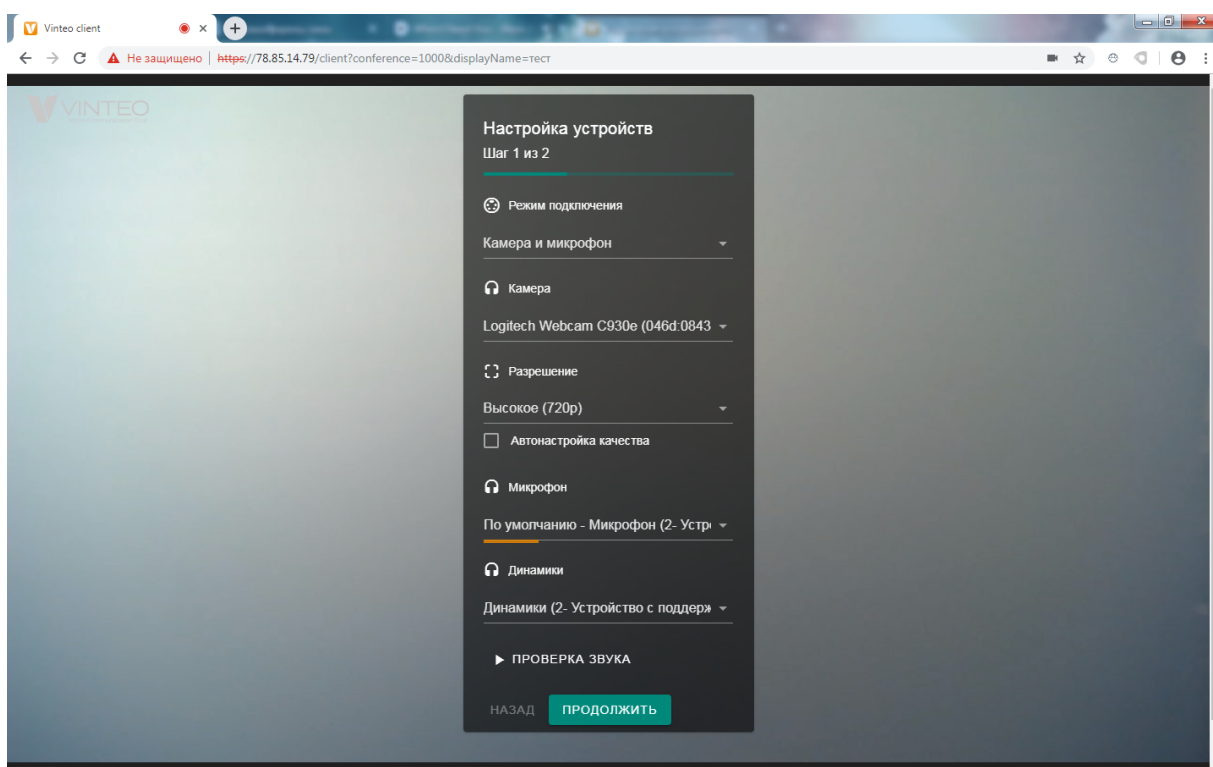 Vinteo client
Не защищено | https://78.85.14.79/client?conference=1000&displayName=тест
VINTEO
Настройка устройств
Шаг 1 из 2
Режим подключения
Камера и микрофон
Камера
Logitech Webcam C930e (046d:0843
Разрешение
Высокое (720p)
Автонастройка качества
Микрофон
По умолчанию - Микрофон (2- Устр
Динамики
Динамики (2- Устройство с поддерж
ПРОВЕРКА ЗВУКА
НАЗАД ПРОДОЛЖИТЬ